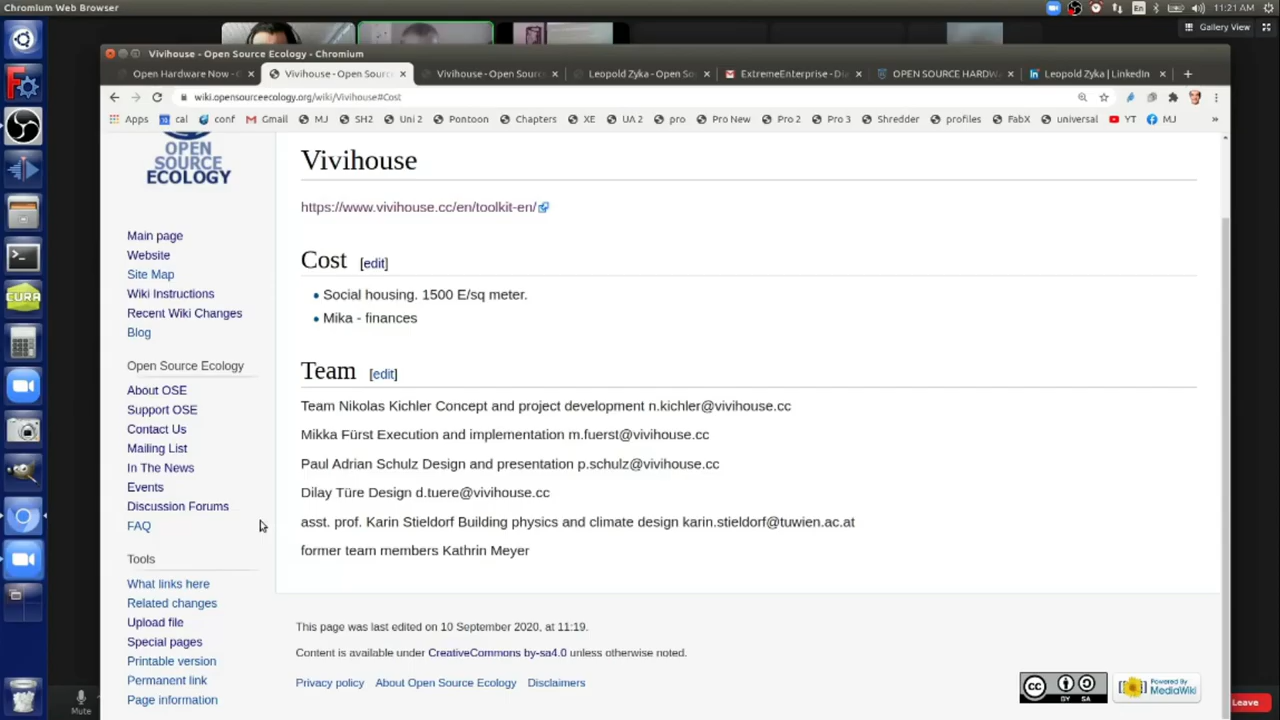 Chromium Web Browser
En
11:21 AM
Gallery View
Vivihouse - Open Source Ecology - Chromium
Open Hardware Now -
Vivihouse - Open Sourc
Vivihouse - Open Sourc
Leopold Zyka - Open So
ExtremeEnterprise - Di
OPEN SOURCE HARDW
Leopold Zyka | LinkedIn
wiki.opensourceecology.org/wiki/Vivihouse#Cost
Apps cal conf Gmail MJ SH2 Uni 2 Pontoon Chapters XE UA 2 pro Pro New Pro 2 Pro 3 Shredder profiles FabX universal YT MJ »
OPEN
SOURCE
ECOLOGY
Main page
Website
Site Map
Wiki Instructions
Recent Wiki Changes
Blog
Open Source Ecology
About OSE
Support OSE
Contact Us
Mailing List
In The News
Events
Discussion Forums
FAQ
Tools
What links here
Related changes
Upload file
Special pages
Printable version
Permanent link
Page information
Vivihouse
https://www.vivihouse.cc/en/toolkit-en/
Cost [edit]
Social housing. 1500 E/sq meter.
Mika - finances
Team [edit]
Team Nikolas Kichler Concept and project development n.kichler@vivihouse.cc
Mikka Fürst Execution and implementation m.fuerst@vivihouse.cc
Paul Adrian Schulz Design and presentation p.schulz@vivihouse.cc
Dilay Türe Design d.tuere@vivihouse.cc
asst. prof. Karin Stieldorf Building physics and climate design karin.stieldorf@tuwien.ac.at
former team members Kathrin Meyer
This page was last edited on 10 September 2020, at 11:19.
Content is available under CreativeCommons by-sa4.0 unless otherwise noted.
Privacy policy About Open Source Ecology Disclaimers
CC BY SA
Powered By
MediaWiki
CURA
Mute
Leave